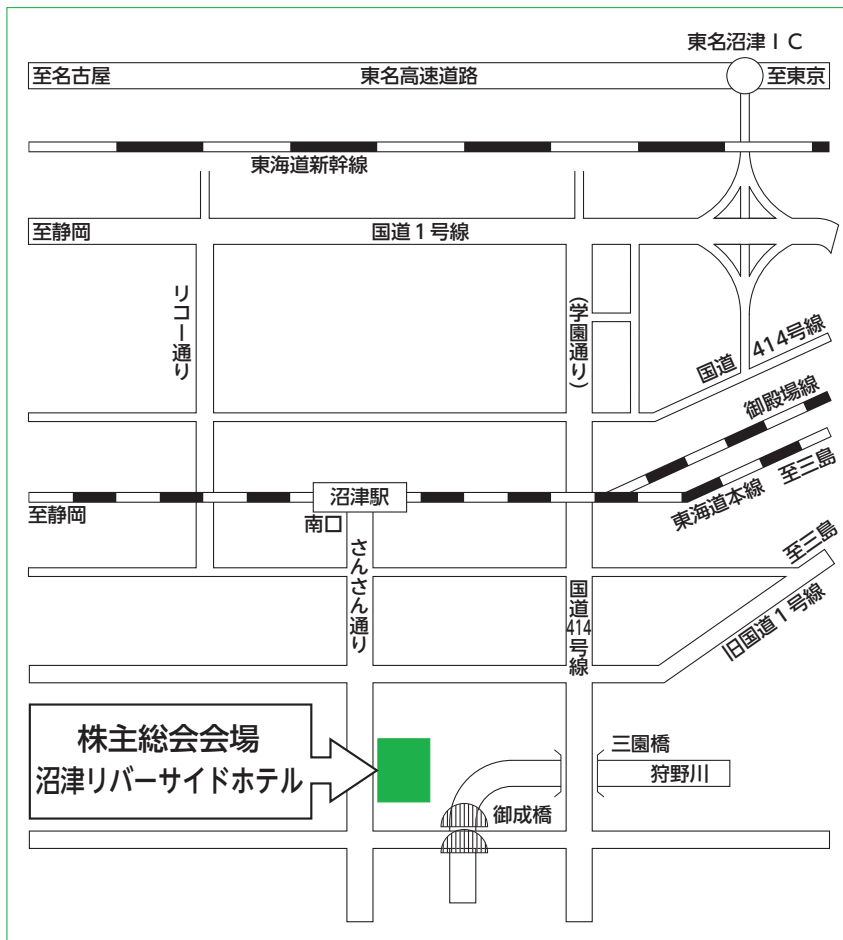 東名沼津ＩＣ
至名古屋
東名高速道路
至東京
東海道新幹線
至静岡
国道１号線
リコー通り
(学園通り)
国道
414号線
御殿場線
至三島
東海道本線
沼津駅
至静岡
南口
さんさん通り
国道414号線
至三島
旧国道１号線
株主総会会場
沼津リバーサイドホテル
三園橋
狩野川
御成橋